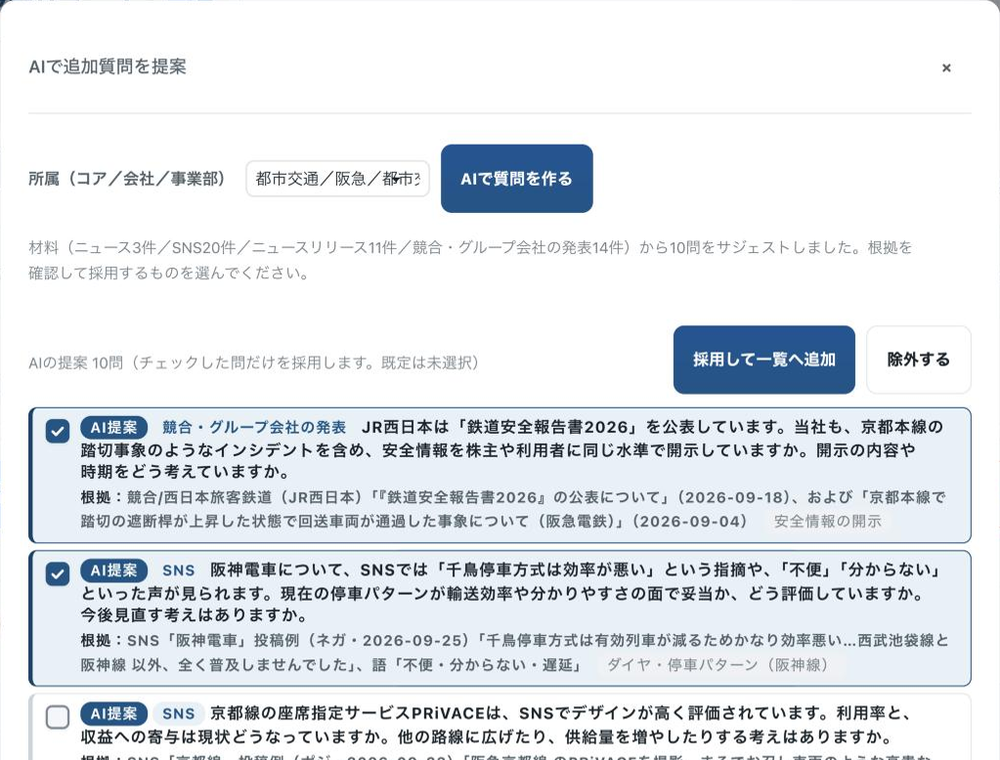 AIで追加質問を提案
×
所属（コア／会社／事業部）
都市交通／阪急／都市
AIで質問を作る
材料（ニュース3件／SNS20件／ニュースリリース11件／競合・グループ会社の発表14件）から10問をサジェストしました。根拠を
確認して採用するものを選んでください。
AIの提案 10問（チェックした問だけを採用します。既定は未選択）
採用して一覧へ追加
除外する
AI提案 競合・グループ会社の発表 JR西日本は「鉄道安全報告書2026」を公表しています。当社も、京都本線の
踏切事象のようなインシデントを含め、安全情報を株主や利用者に同じ水準で開示していますか。開示の内容や
時期をどう考えていますか。
根拠：競合/西日本旅客鉄道（JR西日本）「『鉄道安全報告書2026』の公表について」（2026-09-18）、および「京都本線で
踏切の遮断桿が上昇した状態で回送車両が通過した事象について（阪急電鉄）」（2026-09-04） 安全情報の開示
AI提案 SNS 阪神電車について、SNSでは「千鳥停車方式は効率が悪い」という指摘や、「不便」「分からない」
といった声が見られます。現在の停車パターンが輸送効率や分かりやすさの面で妥当か、どう評価していますか。
今後見直す考えはありますか。
根拠：SNS「阪神電車」投稿例（ネガ・2026-09-25）「千鳥停車方式は有効列車が減るためかなり効率悪い…西武池袋線と
阪神線 以外、全く普及しませんでした」、語「不便・分からない・遅延」 ダイヤ・停車パターン（阪神線）
AI提案 SNS 京都線の座席指定サービスPRiVACEは、SNSでデザインが高く評価されています。利用率と、
収益への寄与は現状どうなっていますか。他の路線に広げたり、供給量を増やしたりする考えはありますか。